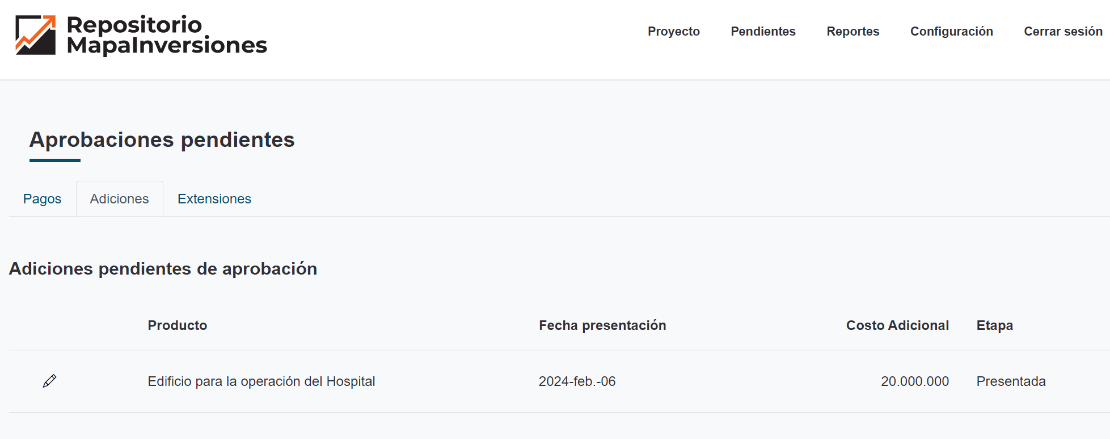 Repositorio
MapaInversiones
Proyecto Pendientes Reportes Configuración Cerrar sesión
Aprobaciones pendientes
Pagos Adiciones Extensiones
Adiciones pendientes de aprobación
Producto Fecha presentación Costo Adicional Etapa
Edificio para la operación del Hospital 2024-feb.-06 20.000.000 Presentada